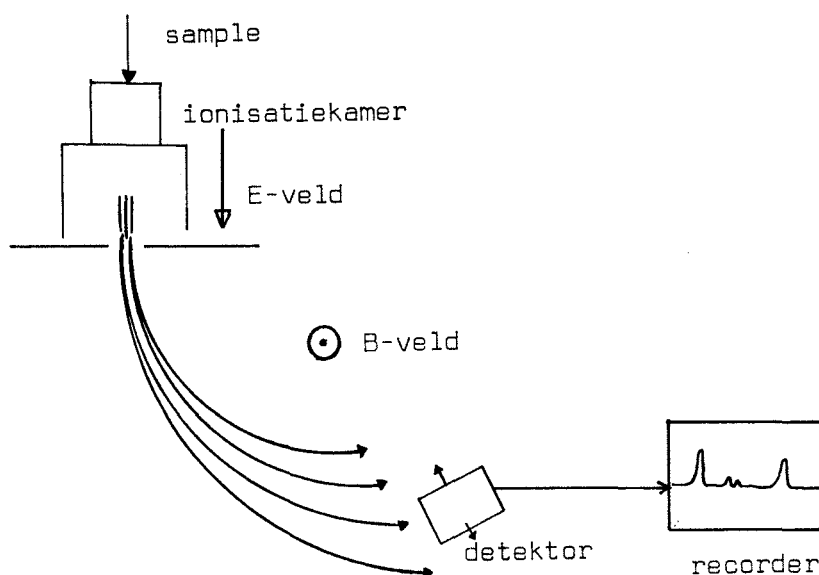 sample
ionisatiekamer
E-veld
B-veld
detektor
recorder